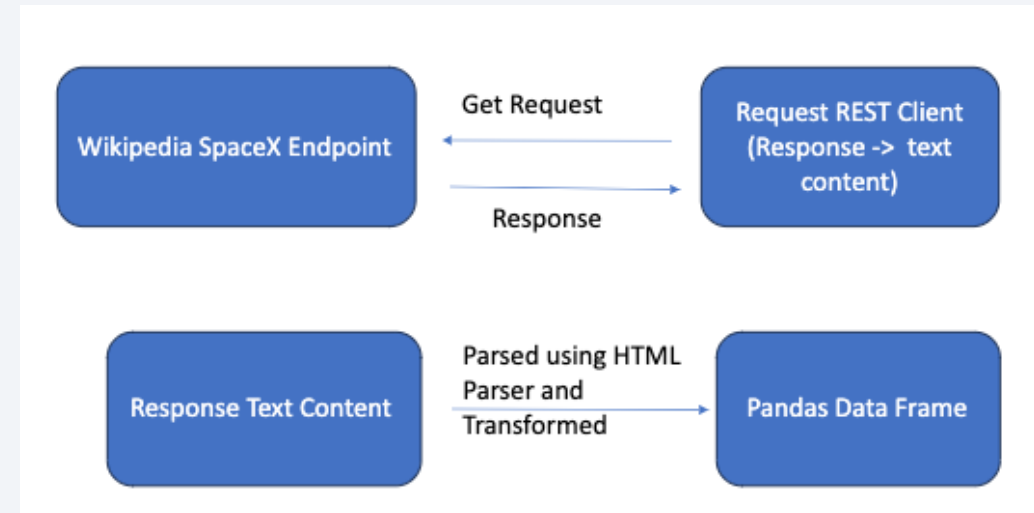 Wikipedia SpaceX Endpoint
Get Request
Response
Request REST Client
(Response -> text
content)
Response Text Content
Parsed using HTML
Parser and
Transformed
Pandas Data Frame